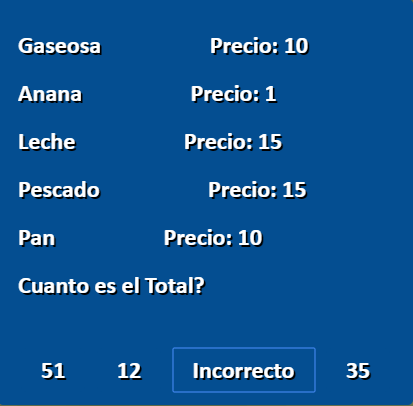 Gaseosa Precio: 10
Anana Precio: 1
Leche Precio: 15
Pescado Precio: 15
Pan Precio: 10
Cuanto es el Total?
51 12 Incorrecto 35